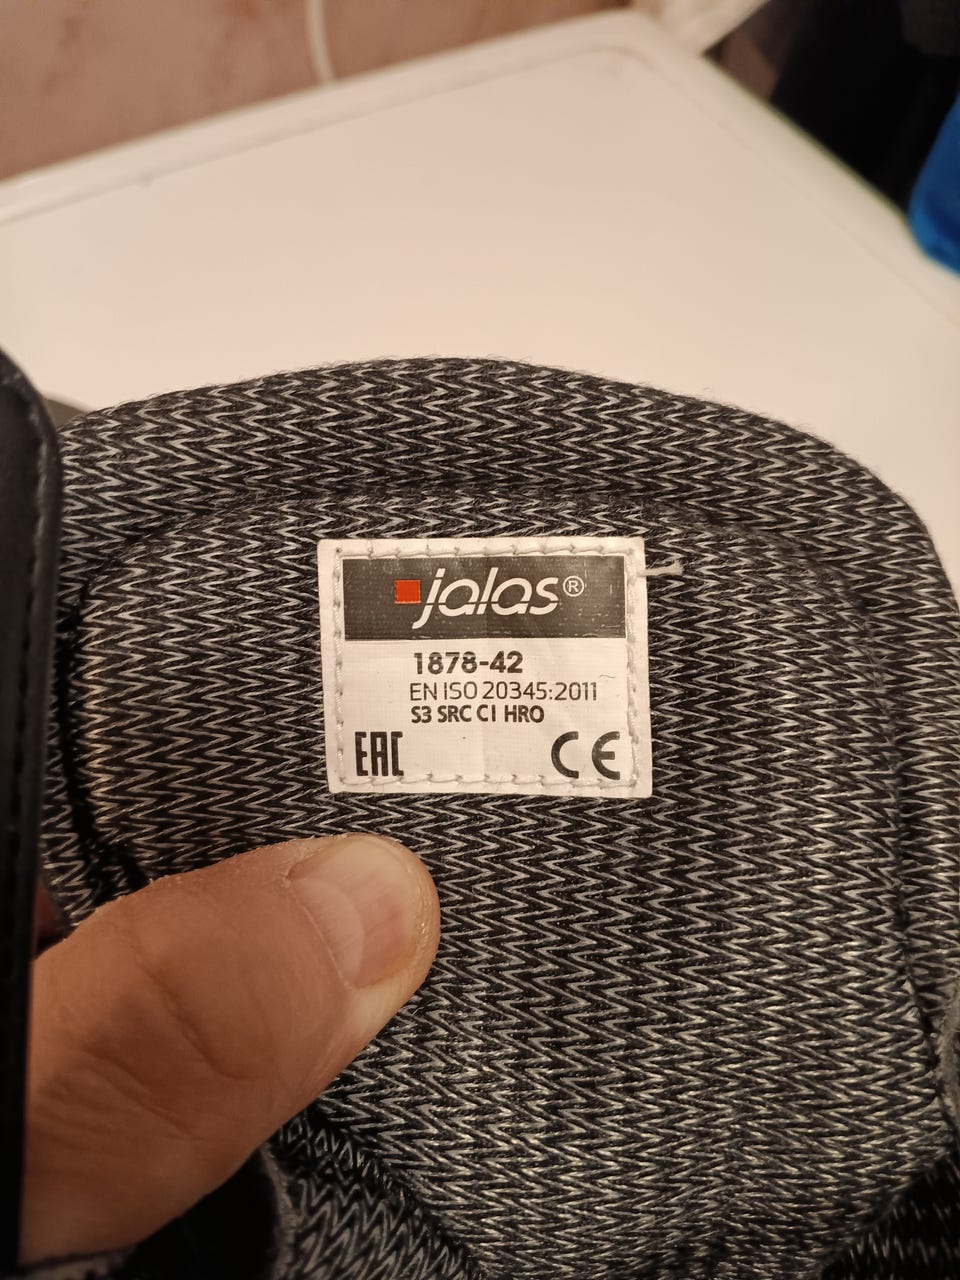 jalas®
1878-42
EN ISO 20345:2011
S3 SRC CI HRO
EAC CE